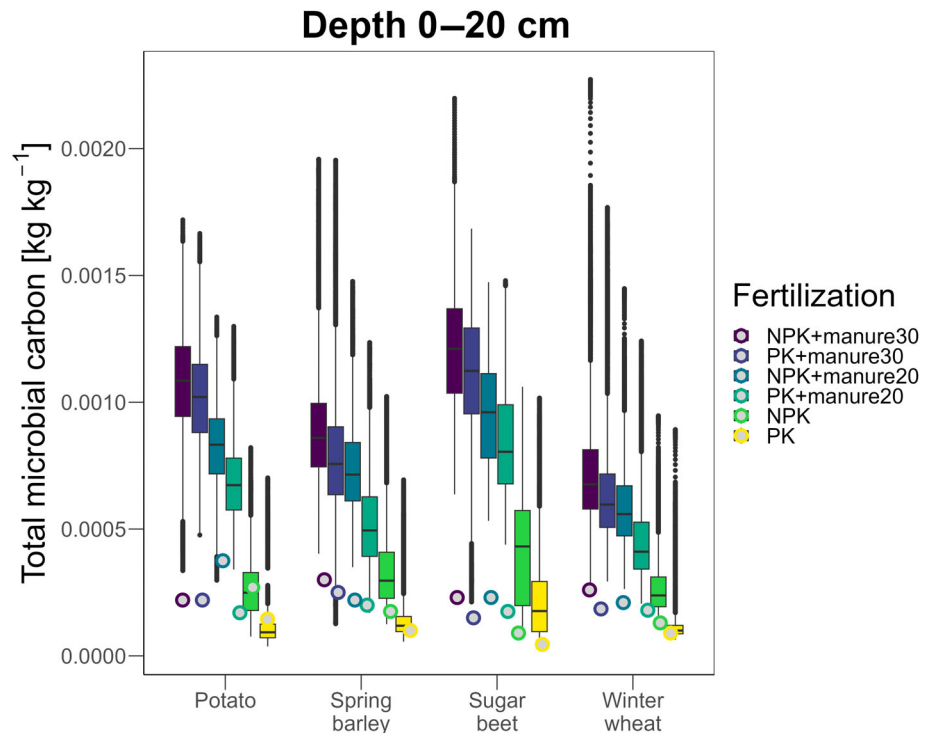 Depth 0–20 cm
Total microbial carbon [kg kg⁻¹]
0.0020
0.0015
0.0010
0.0005
0.0000
Potato
Spring
barley
Sugar
beet
Winter
wheat
Fertilization
NPK+manure30
PK+manure30
NPK+manure20
PK+manure20
NPK
PK